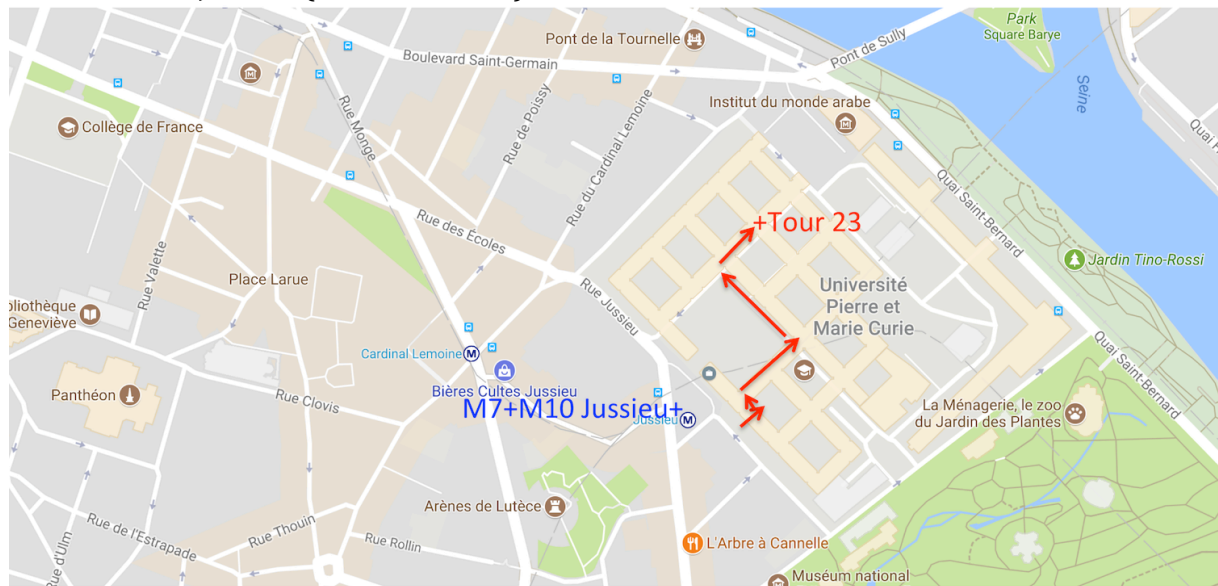 Park
Square Barye
Pont de la Tournelle
Pont de Sully
Boulevard Saint-Germain
Seine
Institut du monde arabe
Rue Monge
Rue de Poissy
Rue du Cardinal Lemoine
Collège de France
Quai
Quai Saint-Bernard
Rue des Écoles
+Tour 23
Rue Valette
Place Larue
Jardin Tino-Rossi
Université
Pierre et
Marie Curie
Rue Jussieu
bliothèque
Geneviève
Cardinal Lemoine
M
Quai Saint-Bernard
Bières Cultes Jussieu
Panthéon
Rue Clovis
M7+M10 Jussieu+
Jussieu
M
La Ménagerie, le zoo
du Jardin des Plantes
Arènes de Lutèce
Rue de l'Estrapade
Rue Thouin
Rue Rollin
L'Arbre à Cannelle
Rue d'Ulm
Muséum national